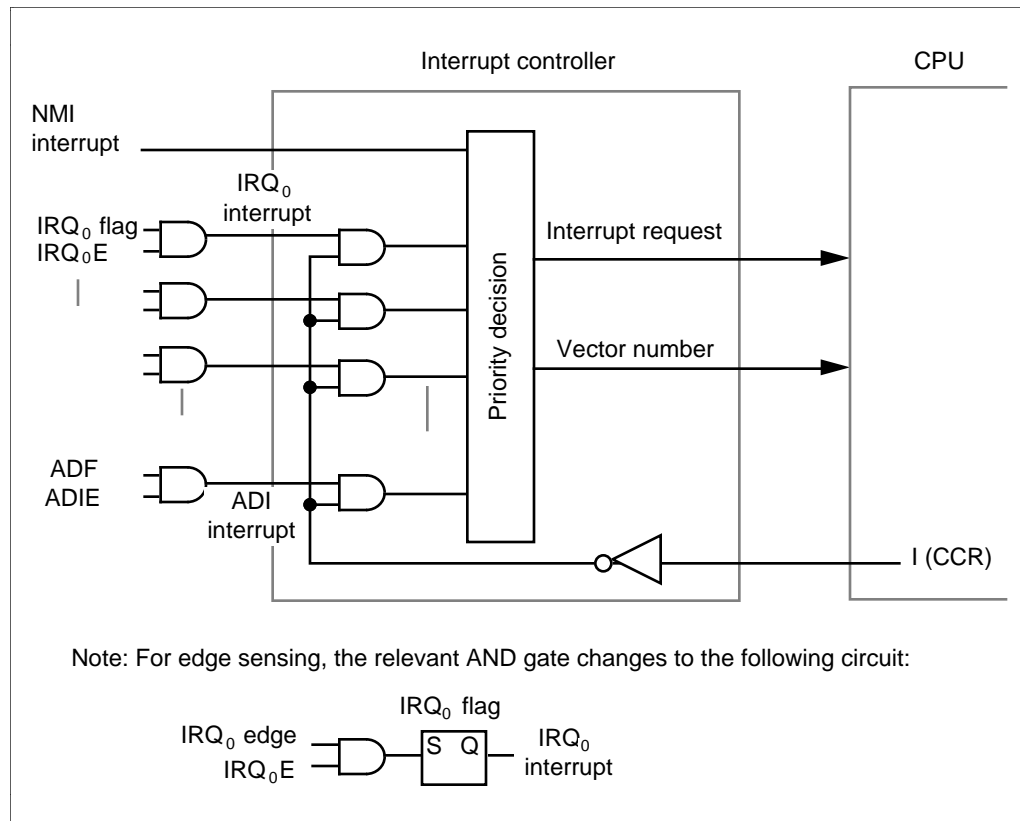 Interrupt controller
CPU
NMI
interrupt
IRQ₀
interrupt
IRQ₀ flag
IRQ₀E
Interrupt request
Priority decision
Vector number
ADF
ADIE
ADI
interrupt
I (CCR)
Note: For edge sensing, the relevant AND gate changes to the following circuit:
IRQ₀ flag
IRQ₀ edge
IRQ₀E
S Q
IRQ₀
interrupt